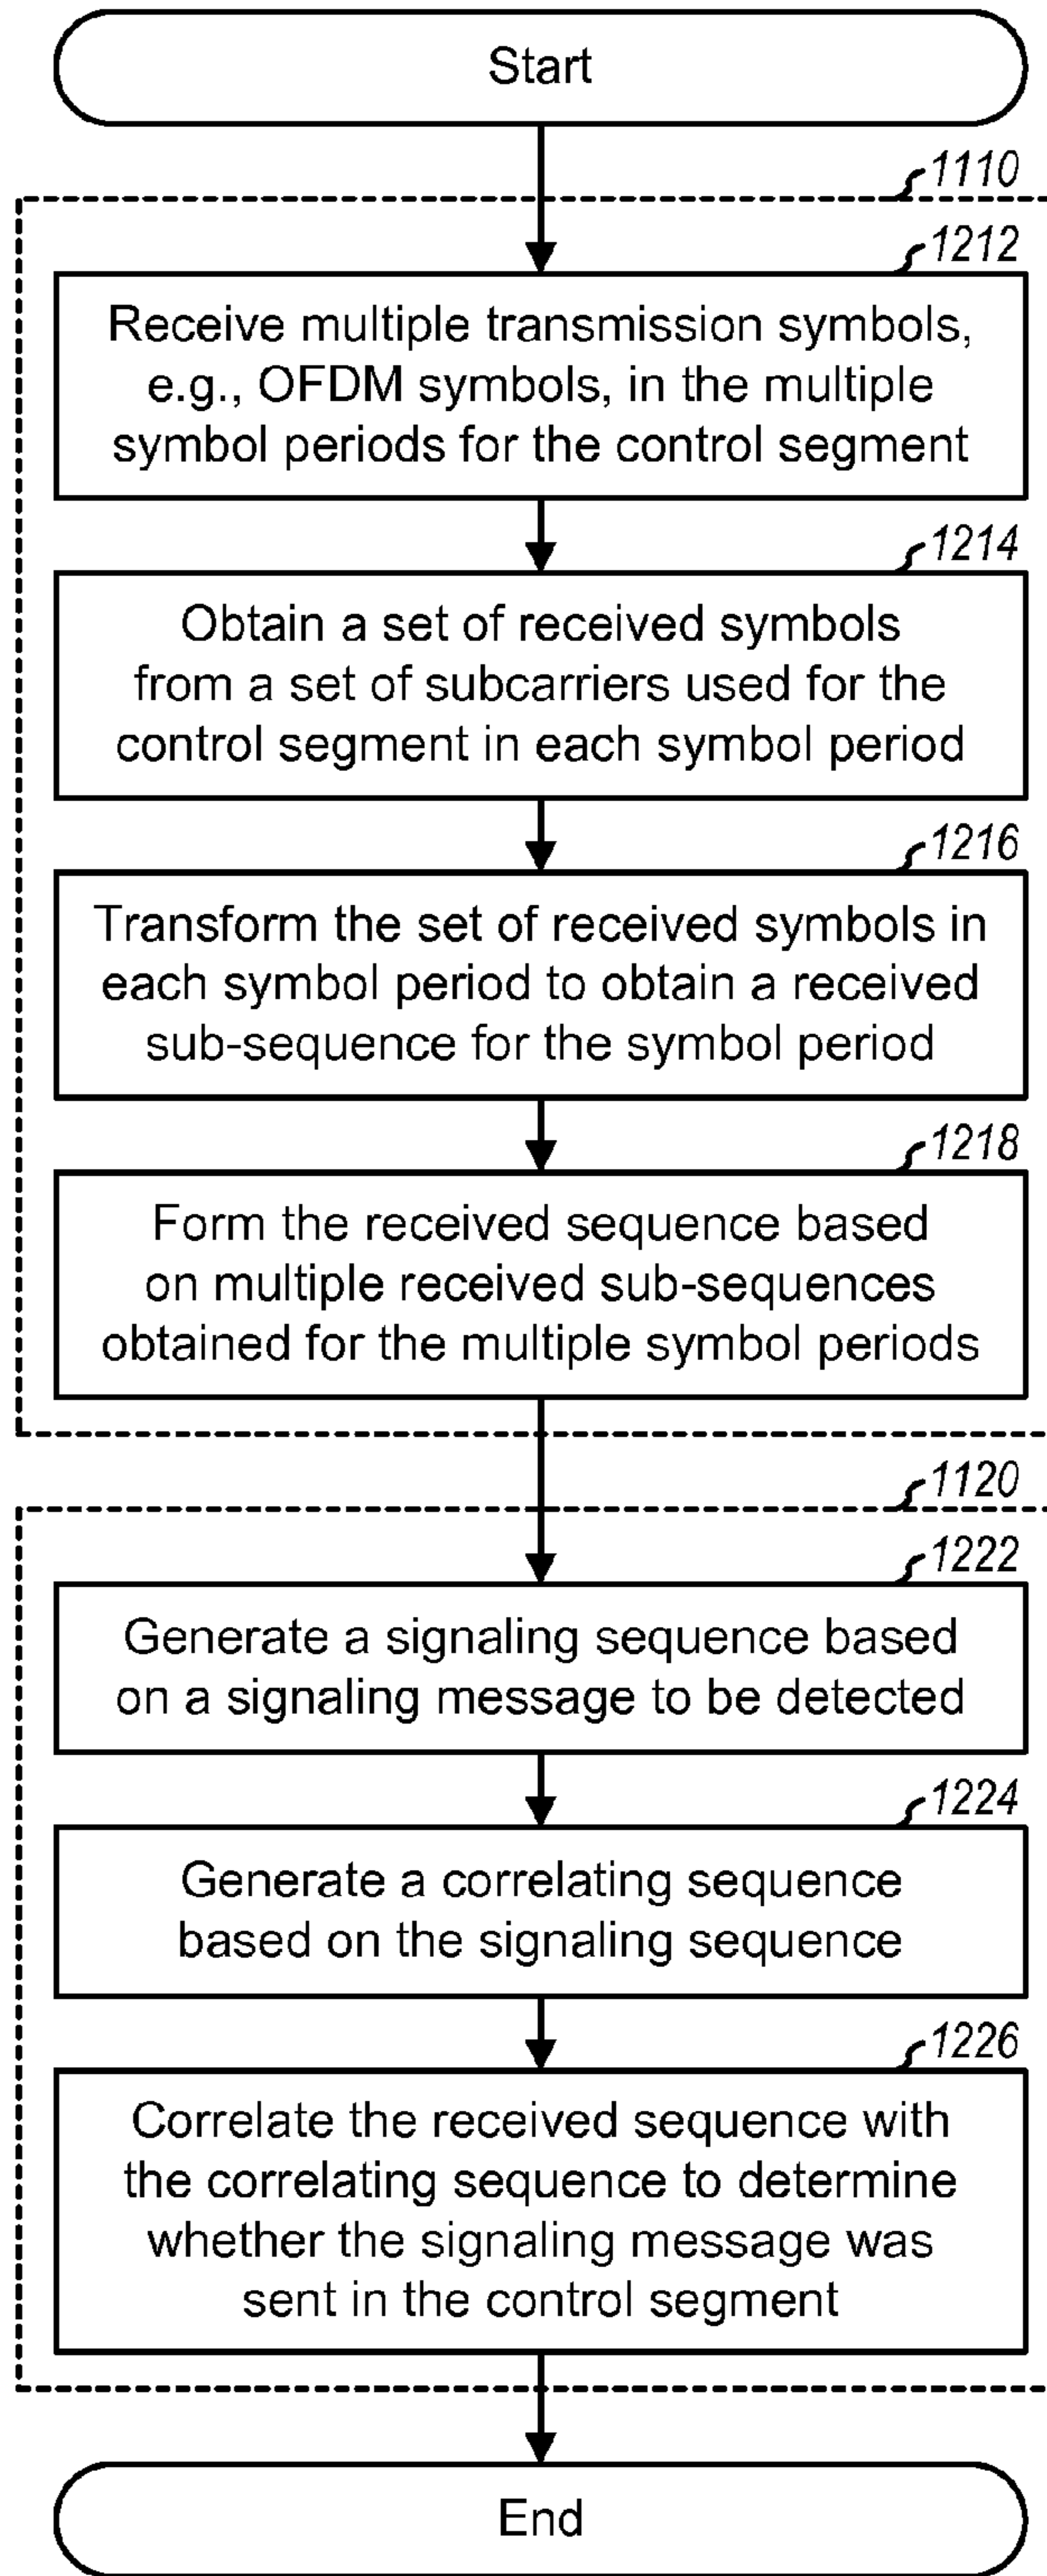 Start
1110
1212
Receive multiple transmission symbols,
e.g., OFDM symbols, in the multiple
symbol periods for the control segment
1214
Obtain a set of received symbols
from a set of subcarriers used for the
control segment in each symbol period
1216
Transform the set of received symbols in
each symbol period to obtain a received
sub-sequence for the symbol period
1218
Form the received sequence based
on multiple received sub-sequences
obtained for the multiple symbol periods
1120
1222
Generate a signaling sequence based
on a signaling message to be detected
1224
Generate a correlating sequence
based on the signaling sequence
1226
Correlate the received sequence with
the correlating sequence to determine
whether the signaling message was
sent in the control segment
End